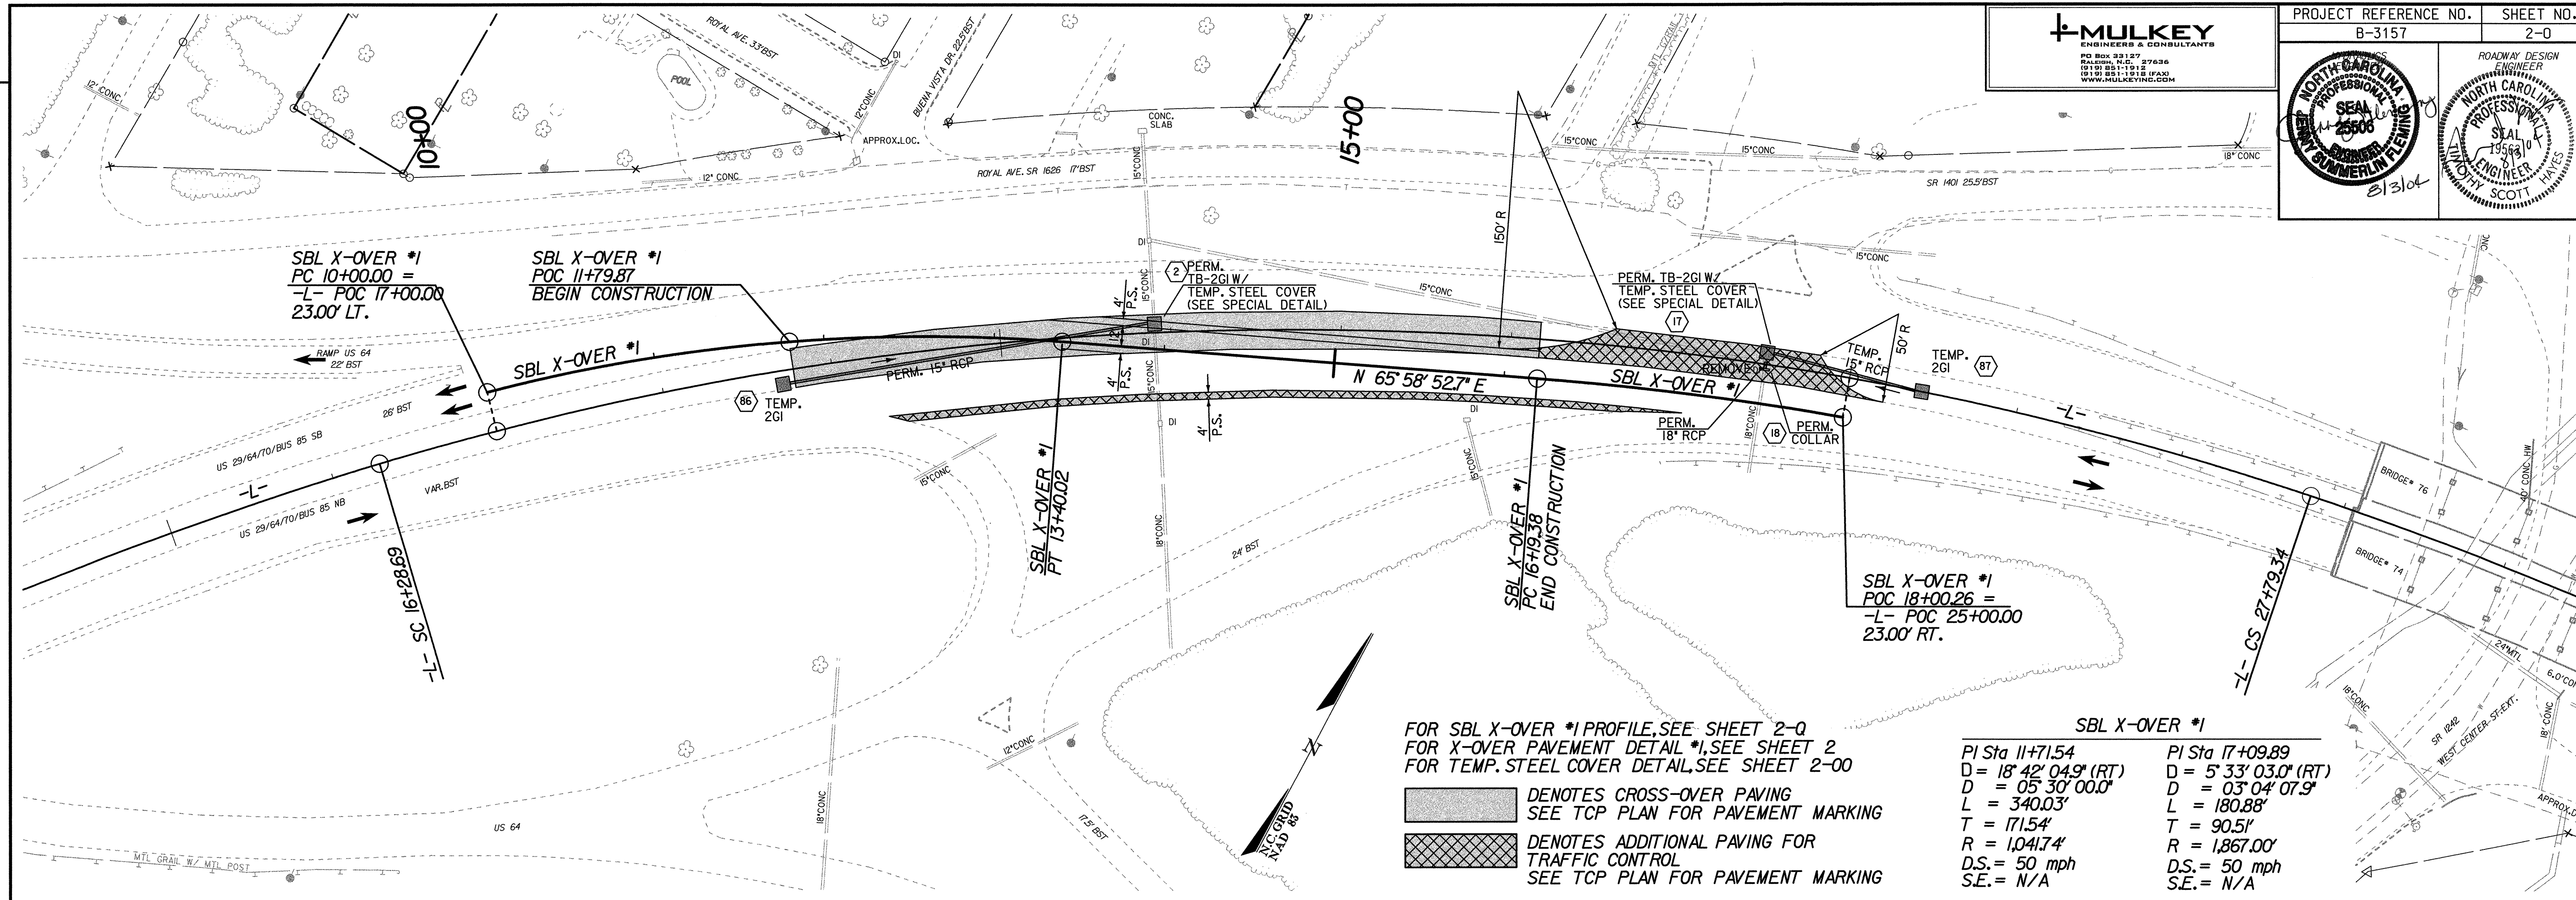 MULKEY
ENGINEERS & CONSULTANTS
PO BOX 33127
RALEIGH, N.C. 27636
(919) 851-1912
(919) 851-1918 (FAX)
WWW.MULKEYINC.COM
PROJECT REFERENCE NO.
SHEET NO.
B-3157
2-O
NORTH CAROLINA
PROFESSIONAL
SEAL
25506
ENGINEER
JENNY SUMMERLIN FLEMING
8/3/04
ROADWAY DESIGN
ENGINEER
NORTH CAROLINA
PROFESSIONAL
SEAL
ENGINEER
TIMOTHY SCOTT HAYES
12" CONC
10+00
POOL
ROYAL AVE. 33'BST
DI
12"CONC
APPROX.LOC.
BUENA VISTA DR. 22.5'BST
12" CONC
CONC.
SLAB
15"CONC
ROYAL AVE. SR 1626 17'BST
15+00
150' R
15"CONC
15"CONC
SR 1401 25.5'BST
18" CONC
15"CONC
SBL X-OVER #1
PC 10+00.00 =
-L- POC 17+00.00
23.00' LT.
SBL X-OVER #1
POC 11+79.87
BEGIN CONSTRUCTION
DI
2
PERM.
TB-2GI W/
TEMP. STEEL COVER
(SEE SPECIAL DETAIL)
15"CONC
4'
P.S.
12'
DI
15"CONC
PERM. TB-2GI W/
TEMP. STEEL COVER
(SEE SPECIAL DETAIL)
17
50' R
TEMP.
15" RCP
TEMP.
2GI
87
REMOVE
RAMP US 64
22' BST
SBL X-OVER #1
PERM. 15" RCP
86
TEMP.
2GI
4'
P.S.
15"CONC
N 65° 58' 52.7" E
SBL X-OVER #1
4'
P.S.
DI
DI
PERM.
18" RCP
18"CONC
18
PERM.
COLLAR
-L-
26' BST
US 29/64/70/BUS 85 SB
-L-
VAR.BST
US 29/64/70/BUS 85 NB
15"CONC
15"CONC
-L- SC 16+28.69
SBL X-OVER #1
PT 13+40.02
18"CONC
24' BST
SBL X-OVER #1
PC 16+19.38
END CONSTRUCTION
SBL X-OVER #1
POC 18+00.26 =
-L- POC 25+00.00
23.00' RT.
-L- CS 27+79.34
BRIDGE# 76
BRIDGE# 74
40' CONC HW
CONC
24"MTL
18"CONC
18' CONC
SR 1242
WEST CENTER ST.EXT.
18"CONC
12"CONC
17.5' BST
US 64
MTL GRAIL W/ MTL POST
N
N.C. GRID
NAD 83
FOR SBL X-OVER #1 PROFILE, SEE SHEET 2-Q
FOR X-OVER PAVEMENT DETAIL #1, SEE SHEET 2
FOR TEMP. STEEL COVER DETAIL, SEE SHEET 2-OO
DENOTES CROSS-OVER PAVING
SEE TCP PLAN FOR PAVEMENT MARKING
DENOTES ADDITIONAL PAVING FOR
TRAFFIC CONTROL
SEE TCP PLAN FOR PAVEMENT MARKING
SBL X-OVER #1
PI Sta 11+71.54
D = 18° 42' 04.9" (RT)
D = 05° 30' 00.0"
L = 340.03'
T = 171.54'
R = 1,041.74'
D.S. = 50 mph
S.E. = N/A
PI Sta 17+09.89
D = 5° 33' 03.0" (RT)
D = 03° 04' 07.9"
L = 180.88'
T = 90.51'
R = 1,867.00'
D.S. = 50 mph
S.E. = N/A